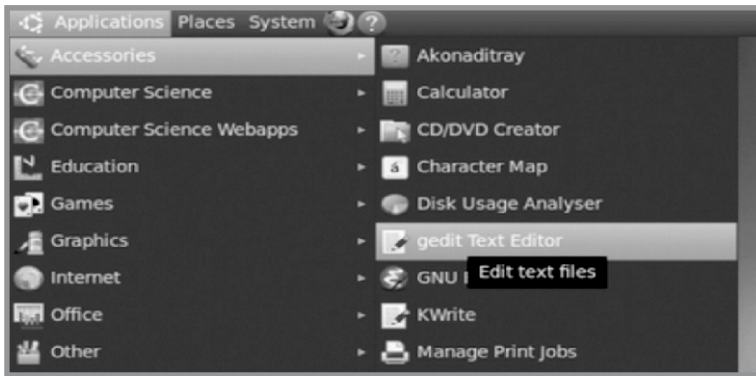 Applications Places System ?
Accessories
Computer Science
Computer Science Webapps
Education
Games
Graphics
Internet
Office
Other
? Akonaditray
Calculator
CD/DVD Creator
á Character Map
Disk Usage Analyser
gedit Text Editor
GNU
Edit text files
KWrite
Manage Print Jobs